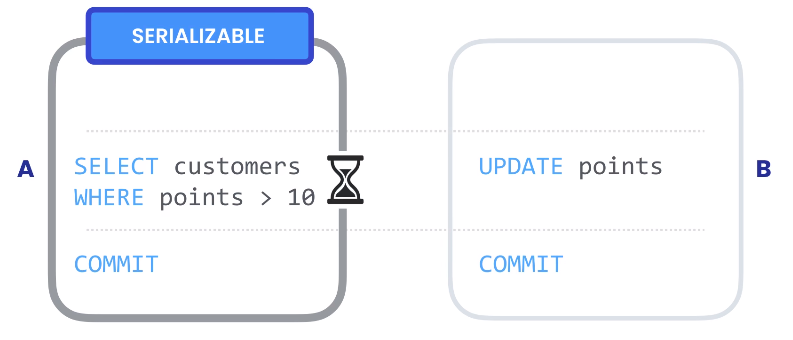 SERIALIZABLE
A
SELECT customers
WHERE points > 10
COMMIT
UPDATE points
COMMIT
B